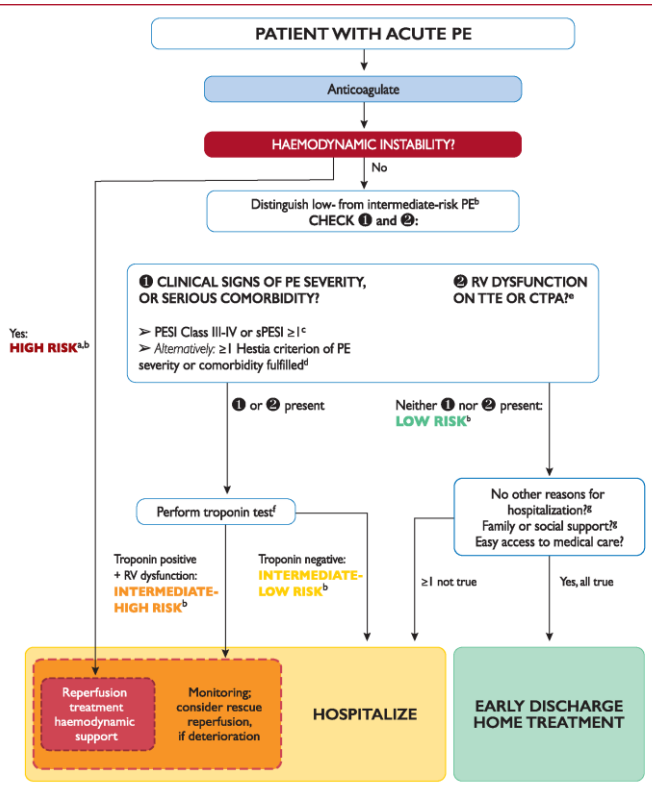 PATIENT WITH ACUTE PE
Anticoagulate
HAEMODYNAMIC INSTABILITY?
No
Distinguish low- from intermediate-risk PEᵇ
CHECK ❶ and ❷:
❶ CLINICAL SIGNS OF PE SEVERITY,
OR SERIOUS COMORBIDITY?
➢ PESI Class III-IV or sPESI ≥1ᶜ
➢ Alternatively: ≥1 Hestia criterion of PE
severity or comorbidity fulfilledᵈ
❷ RV DYSFUNCTION
ON TTE OR CTPA?ᵉ
Yes:
HIGH RISKᵃ,ᵇ
❶ or ❷ present
Neither ❶ nor ❷ present:
LOW RISKᵇ
Perform troponin testᶠ
No other reasons for
hospitalization?ᵍ
Family or social support?ᵍ
Easy access to medical care?
Troponin positive
+ RV dysfunction:
INTERMEDIATE-
HIGH RISKᵇ
Troponin negative:
INTERMEDIATE-
LOW RISKᵇ
≥1 not true
Yes, all true
Reperfusion
treatment
haemodynamic
support
Monitoring;
consider rescue
reperfusion,
if deterioration
HOSPITALIZE
EARLY DISCHARGE
HOME TREATMENT